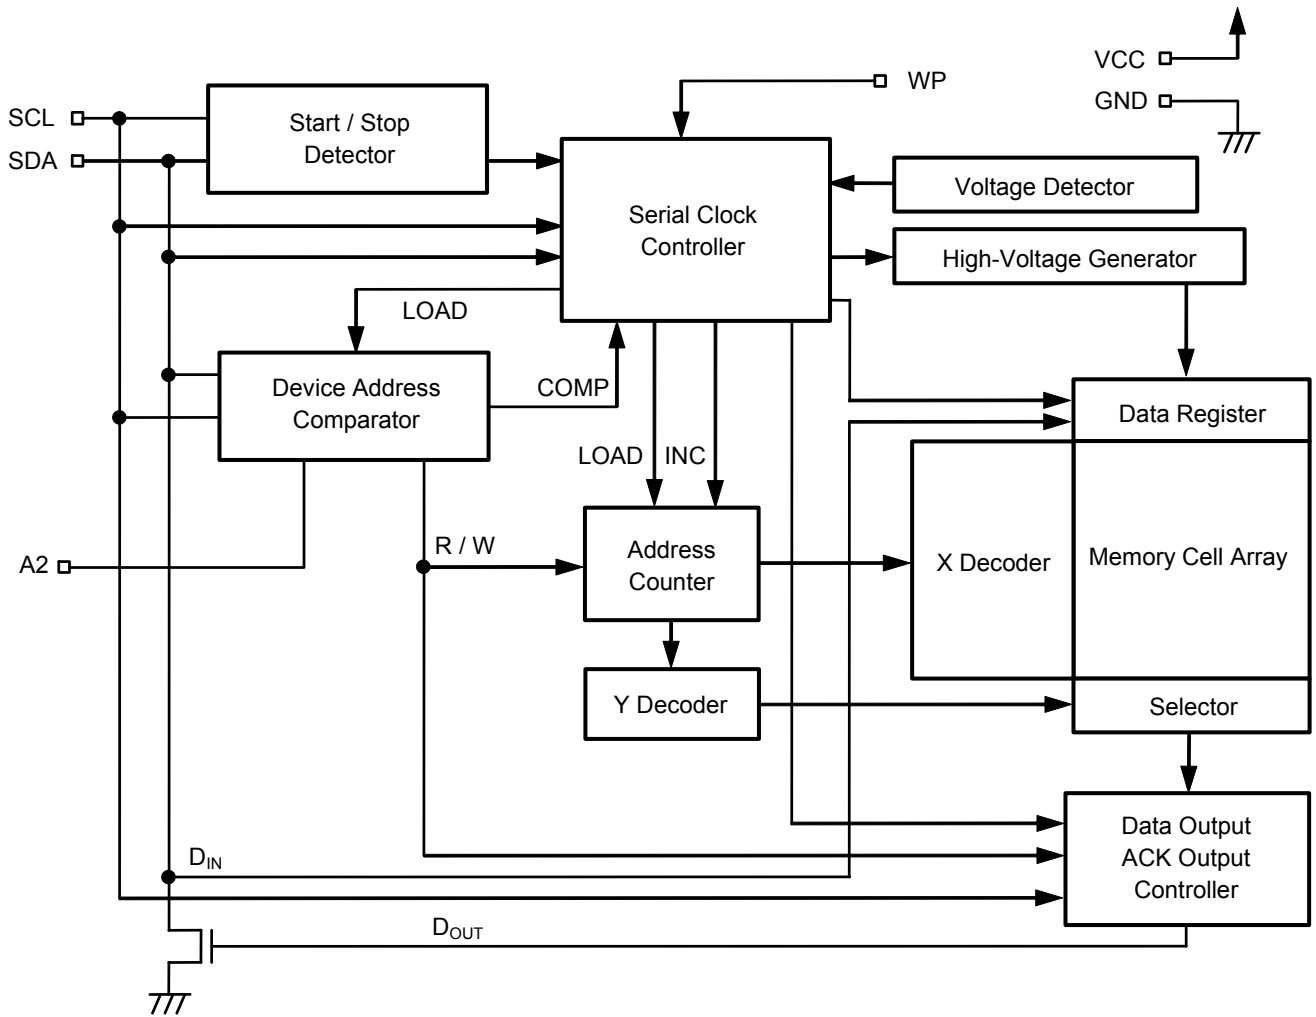 VCC
WP
GND
SCL
SDA
Start / Stop
Detector
Voltage Detector
Serial Clock
Controller
High-Voltage Generator
LOAD
Device Address
Comparator
COMP
Data Register
LOAD
INC
R / W
Address
Counter
X Decoder
Memory Cell Array
A2
Y Decoder
Selector
Data Output
ACK Output
Controller
DIN
DOUT